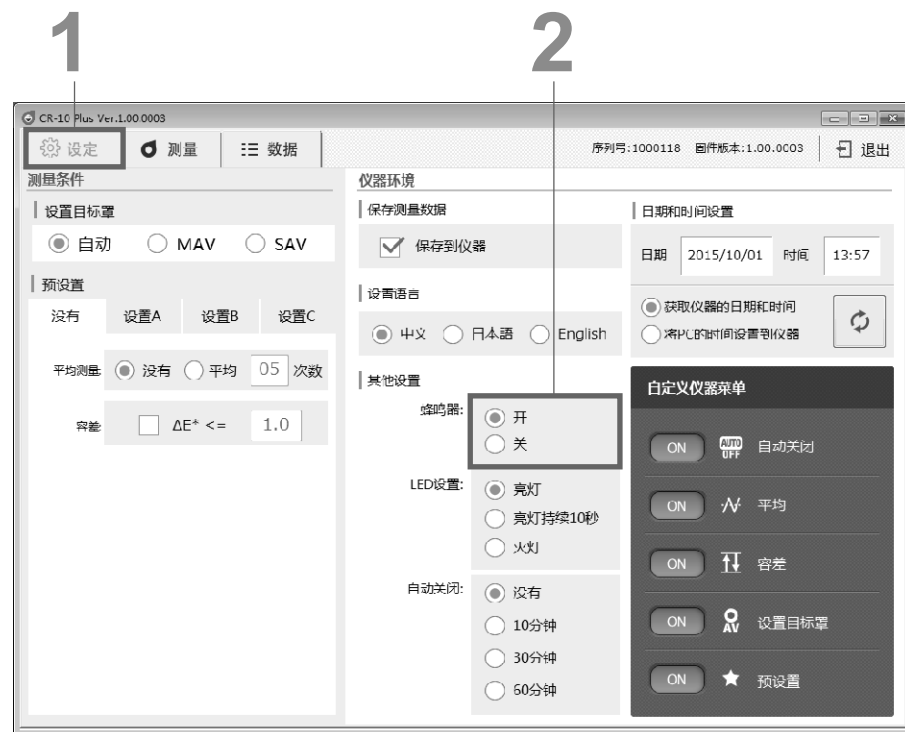 1 2
CR-10 Plus Ver.1.00.0003
设定 测量 数据 序列号:1000118 固件版本:1.00.0003 退出
测量条件
设置目标罩
自动 MAV SAV
预设置
没有 设置A 设置B 设置C
平均测量: 没有 平均 05 次数
容差: ΔE* <= 1.0
仪器环境
保存测量数据
保存到仪器
设置语言
中文 日本語 English
其他设置
蜂鸣器: 开
关
LED设置: 亮灯
亮灯持续10秒
火灯
自动关闭: 没有
10分钟
30分钟
60分钟
日期和时间设置
日期 2015/10/01 时间 13:57
获取仪器的日期和时间
将PC的时间设置到仪器
自定义仪器菜单
ON AUTO OFF 自动关闭
ON 平均
ON 容差
ON AV 设置目标罩
ON 预设置